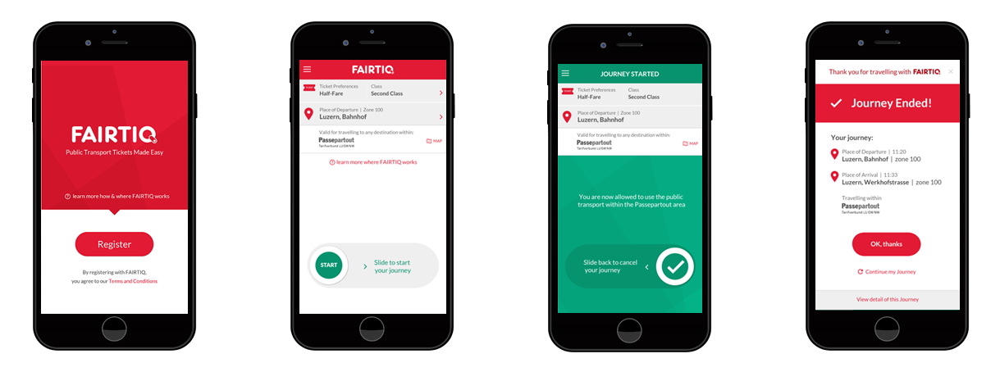 FAIRTIQ
Public Transport Tickets Made Easy
learn more how & where FAIRTIQ works
Register
By registering with FAIRTIQ,
you agree to our Terms and Conditions
FAIRTIQ
TICKET
Ticket Preferences
Half-Fare
Class
Second Class
Place of Departure | Zone 100
Luzern, Bahnhof
Valid for travelling to any destination within:
Passepartout
Tarifverbund LU OW NW
MAP
learn more where FAIRTIQ works
START
Slide to start
your journey
JOURNEY STARTED
TICKET
Ticket Preferences
Half-Fare
Class
Second Class
Place of Departure | Zone 100
Luzern, Bahnhof
Valid for travelling to any destination within:
Passepartout
Tarifverbund LU OW NW
MAP
You are now allowed to use the public
transport within the Passepartout area
Slide back to cancel
your journey
Thank you for travelling with FAIRTIQ
Journey Ended!
Your journey:
Place of Departure | 11:20
Luzern, Bahnhof | zone 100
Place of Arrival | 11:33
Luzern, Werkhofstrasse | zone 100
Travelling within
Passepartout
Tarifverbund LU OW NW
OK, thanks
Continue my Journey
View detail of this Journey